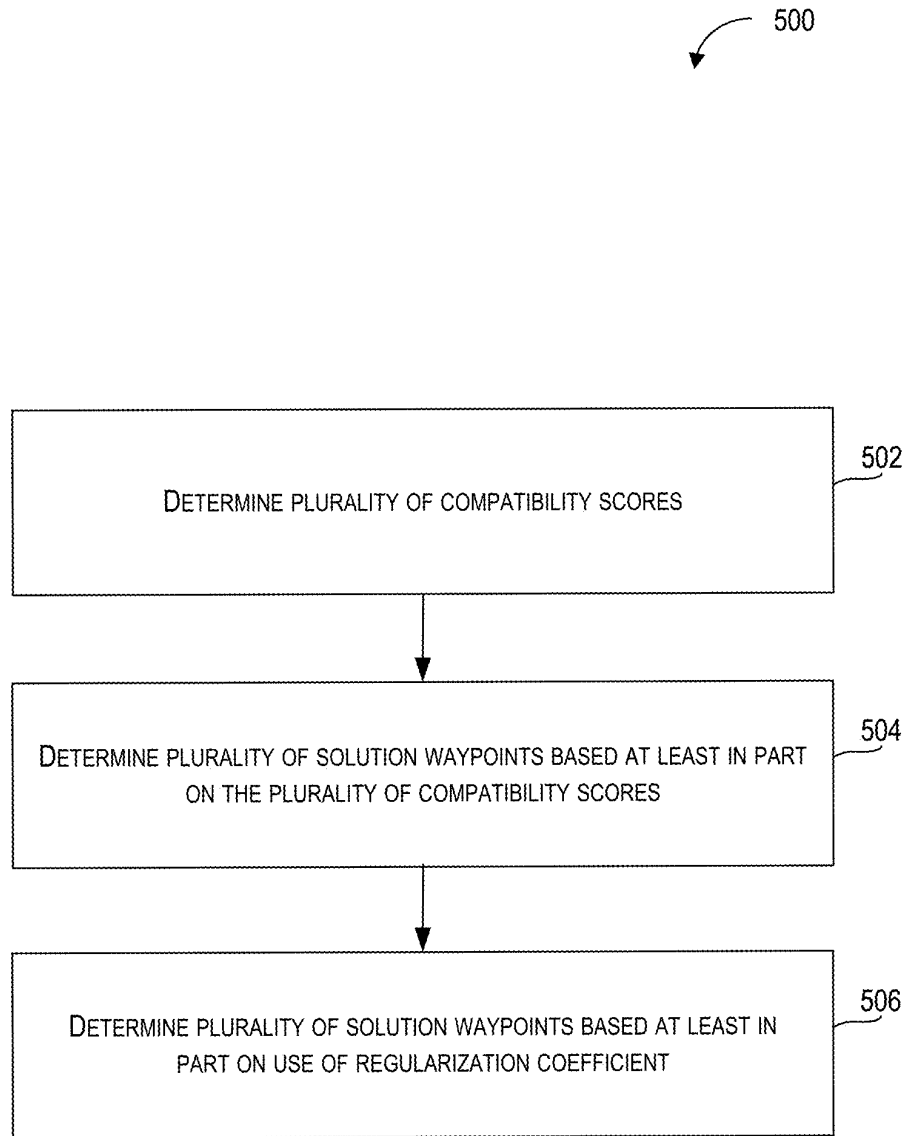 500
DETERMINE PLURALITY OF COMPATIBILITY SCORES
502
DETERMINE PLURALITY OF SOLUTION WAYPOINTS BASED AT LEAST IN PART
ON THE PLURALITY OF COMPATIBILITY SCORES
504
DETERMINE PLURALITY OF SOLUTION WAYPOINTS BASED AT LEAST IN
PART ON USE OF REGULARIZATION COEFFICIENT
506